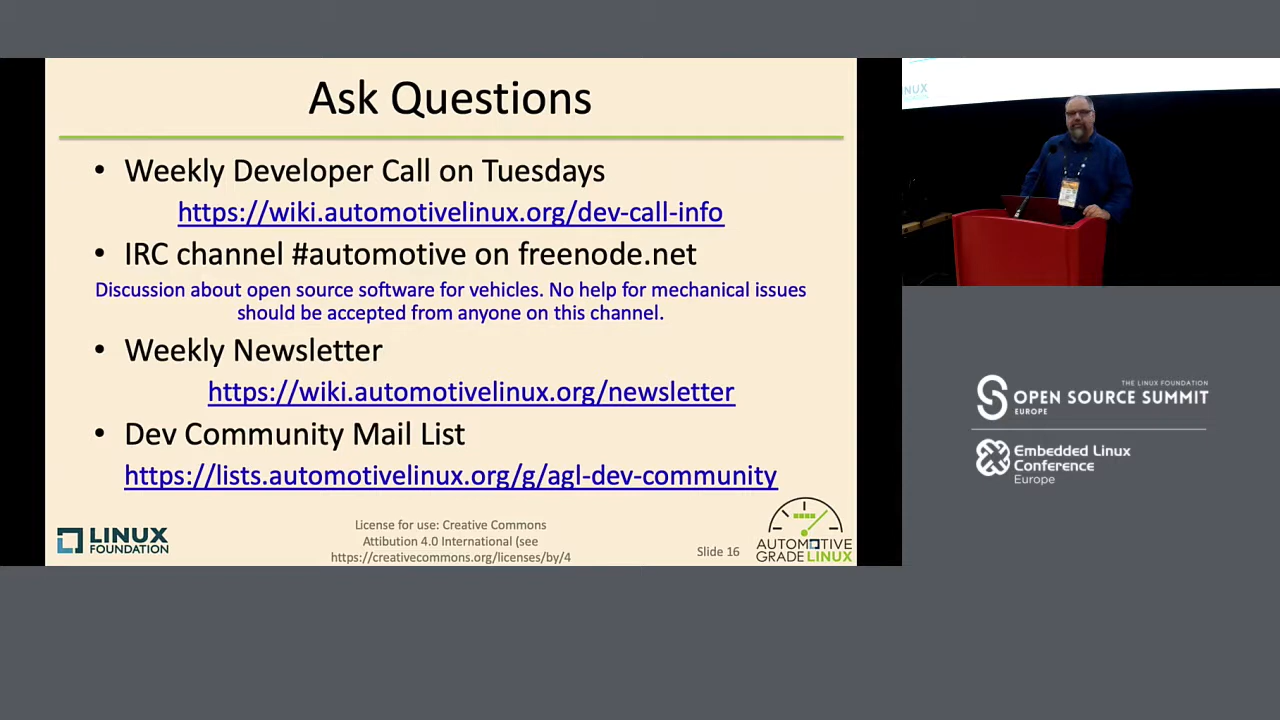 Ask Questions
• Weekly Developer Call on Tuesdays
https://wiki.automotivelinux.org/dev-call-info
• IRC channel #automotive on freenode.net
Discussion about open source software for vehicles. No help for mechanical issues
should be accepted from anyone on this channel.
• Weekly Newsletter
https://wiki.automotivelinux.org/newsletter
• Dev Community Mail List
https://lists.automotivelinux.org/g/agl-dev-community
LINUX
FOUNDATION
License for use: Creative Commons
Attibution 4.0 International (see
https://creativecommons.org/licenses/by/4
Slide 16
AUTOMOTIVE
GRADE LINUX
NUX
THE LINUX FOUNDATION
OPEN SOURCE SUMMIT
EUROPE
Embedded Linux
Conference
Europe